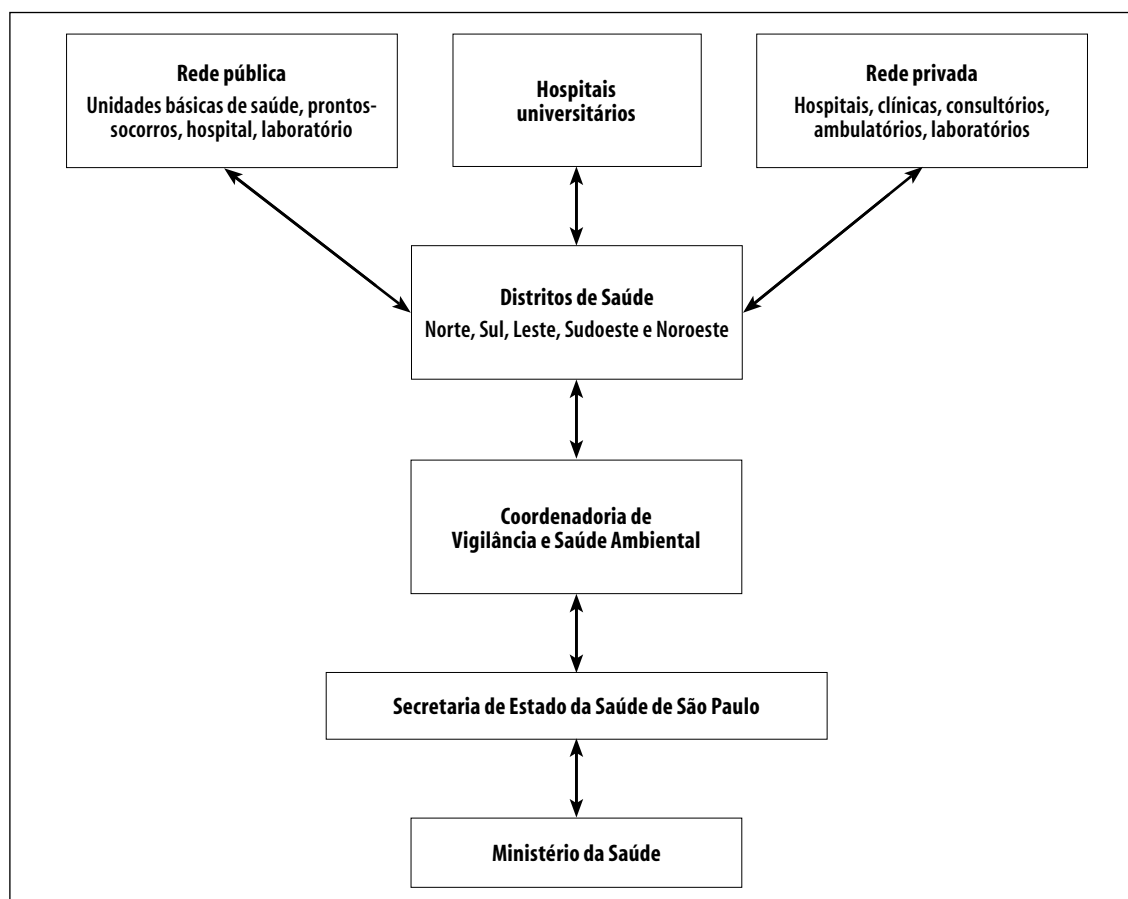 Rede pública
Unidades básicas de saúde, prontos-
socorros, hospital, laboratório
Hospitais
universitários
Rede privada
Hospitais, clínicas, consultórios,
ambulatórios, laboratórios
Distritos de Saúde
Norte, Sul, Leste, Sudoeste e Noroeste
Coordenadoria de
Vigilância e Saúde Ambiental
Secretaria de Estado da Saúde de São Paulo
Ministério da Saúde